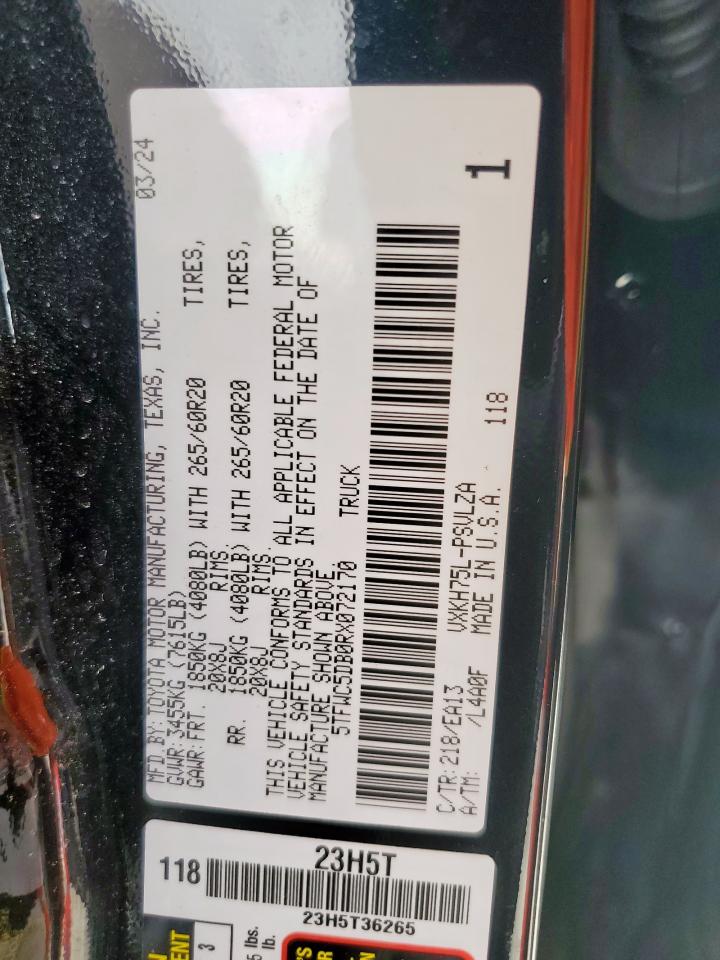 MFD.BY:TOYOTA MOTOR MANUFACTURING, TEXAS, INC. 03/24
GVWR:3455KG (7615LB)
GAWR:FRT. 1850KG (4080LB) WITH 265/60R20 TIRES,
20X8J RIMS
RR. 1850KG (4080LB) WITH 265/60R20 TIRES,
20X8J RIMS.
THIS VEHICLE CONFORMS TO ALL APPLICABLE FEDERAL MOTOR
VEHICLE SAFETY STANDARDS IN EFFECT ON THE DATE OF
MANUFACTURE SHOWN ABOVE.
5TFWC5DB0RX072170 TRUCK
C/TR:218/EA13 VXKH75L-PSVLZA
A/TM: /L4A0F MADE IN U.S.A. 118
1
118 23H5T
23H5T36265
3
lbs.
lb.